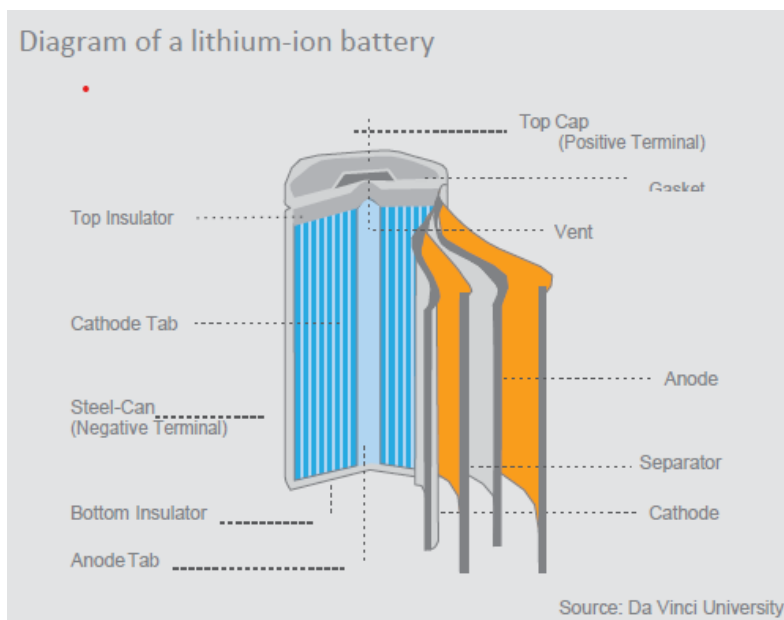 Diagram of a lithium-ion battery
Top Cap
(Positive Terminal)
Gasket
Top Insulator
Vent
Cathode Tab
Anode
Steel-Can
(Negative Terminal)
Separator
Bottom Insulator
Cathode
Anode Tab
Source: Da Vinci University